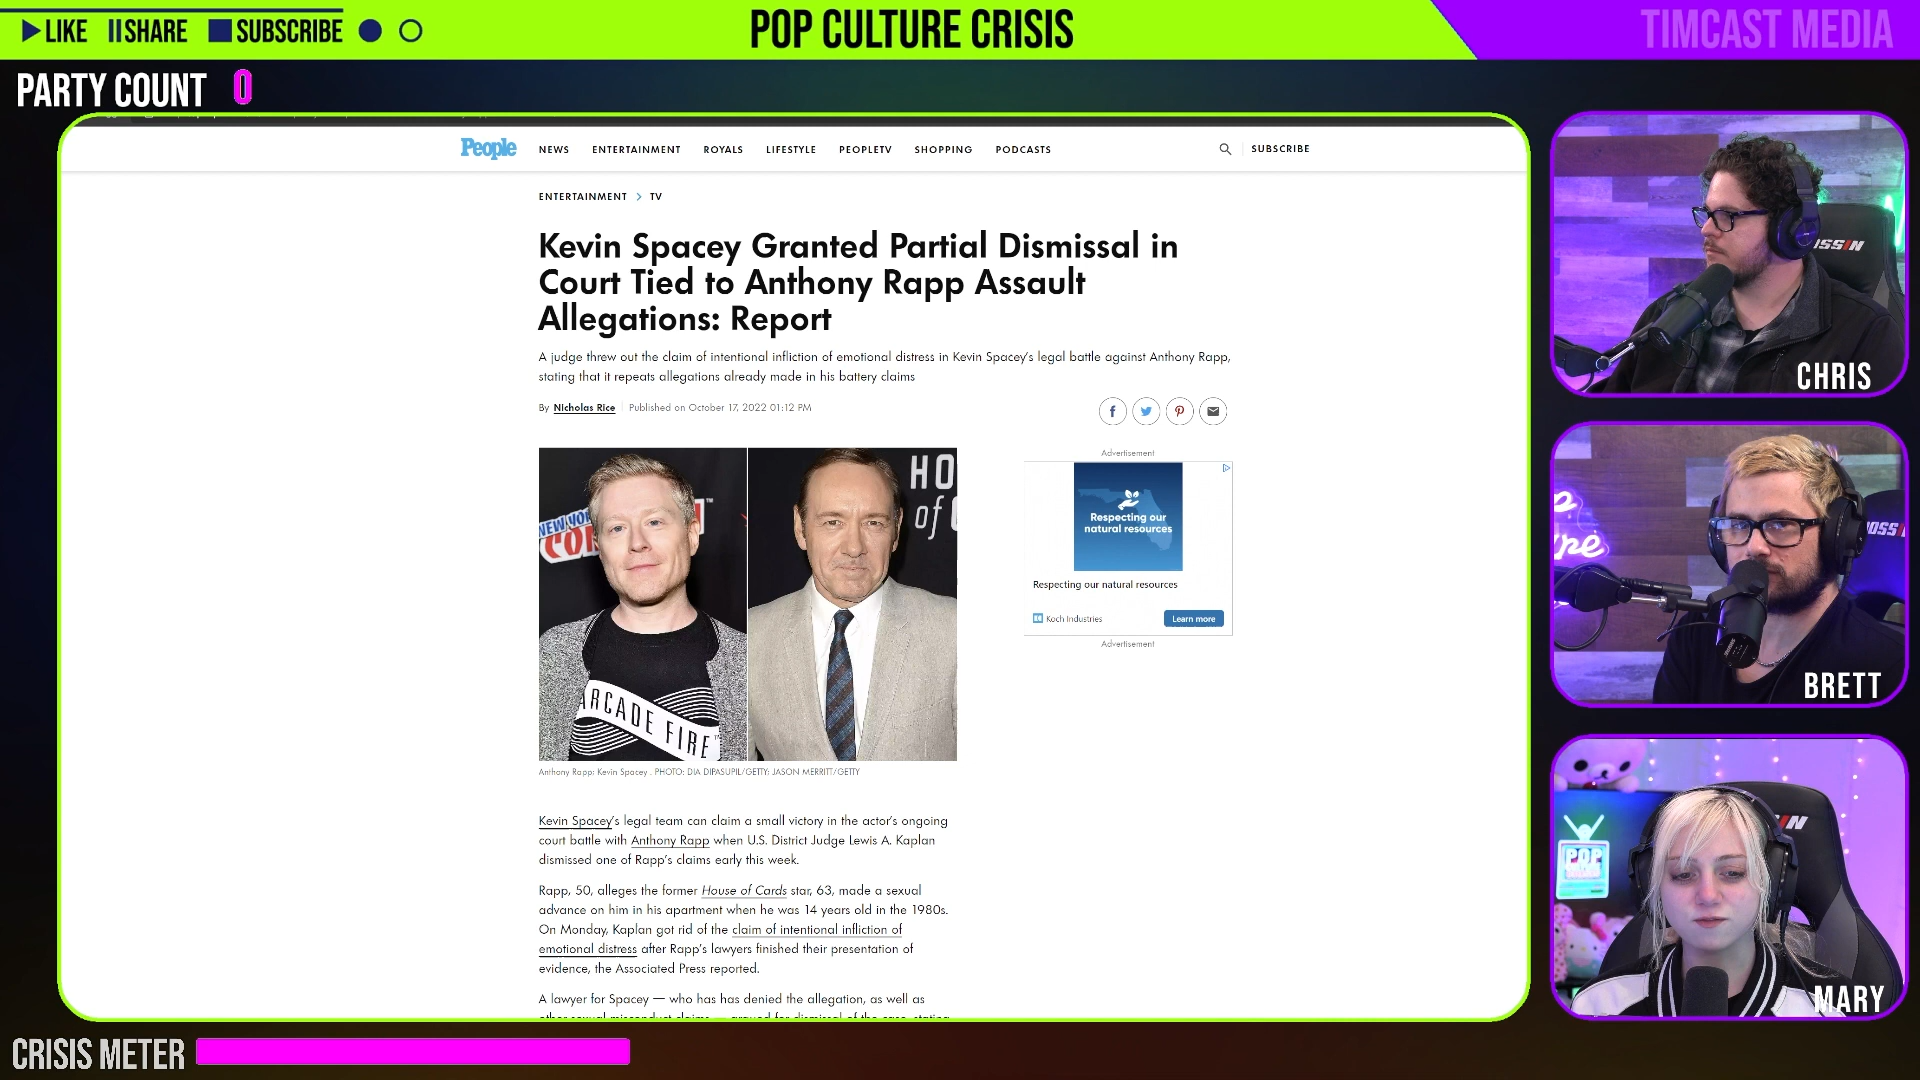 LIKE SHARE SUBSCRIBE
POP CULTURE CRISIS
TIMCAST MEDIA
PARTY COUNT 0
People NEWS ENTERTAINMENT ROYALS LIFESTYLE PEOPLETV SHOPPING PODCASTS SUBSCRIBE
ENTERTAINMENT > TV
Kevin Spacey Granted Partial Dismissal in
Court Tied to Anthony Rapp Assault
Allegations: Report
A judge threw out the claim of intentional infliction of emotional distress in Kevin Spacey's legal battle against Anthony Rapp,
stating that it repeats allegations already made in his battery claims
By Nicholas Rice Published on October 17, 2022 01:12 PM
HO
of
NEW YO
CO
ARCADE FIRE
Anthony Rapp; Kevin Spacey . PHOTO: DIA DIPASUPIL/GETTY; JASON MERRITT/GETTY
Advertisement
Respecting our
natural resources
Respecting our natural resources
Koch Industries Learn more
Advertisement
Kevin Spacey's legal team can claim a small victory in the actor's ongoing
court battle with Anthony Rapp when U.S. District Judge Lewis A. Kaplan
dismissed one of Rapp's claims early this week.
Rapp, 50, alleges the former House of Cards star, 63, made a sexual
advance on him in his apartment when he was 14 years old in the 1980s.
On Monday, Kaplan got rid of the claim of intentional infliction of
emotional distress after Rapp's lawyers finished their presentation of
evidence, the Associated Press reported.
A lawyer for Spacey — who has has denied the allegation, as well as
ISSIN
CHRIS
OSSI
BRETT
IN
POP
MARY
CRISIS METER